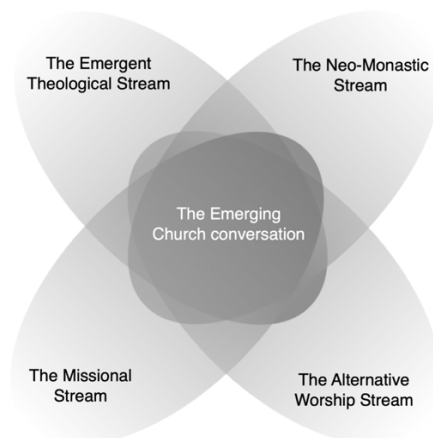 The Emergent
Theological Stream
The Neo-Monastic
Stream
The Emerging
Church conversation
The Missional
Stream
The Alternative
Worship Stream